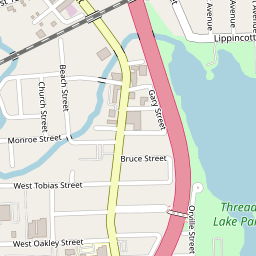 Avenue
Avenue
Lippincott
Beach Street
Church Street
Gary Street
Monroe Street
Bruce Street
West Tobias Street
Orville Street
Thread
Lake Par
West Oakley Street